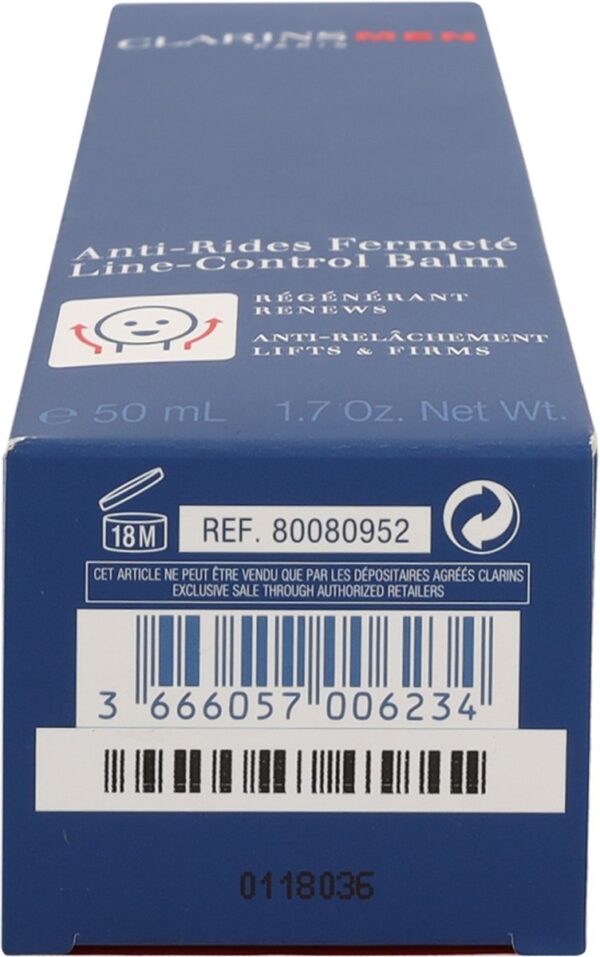 CLARINS MEN
PARIS
Anti-Rides Fermeté
Line-Control Balm
RÉGÉNÉRANT
RENEWS
ANTI-RELÂCHEMENT
LIFTS & FIRMS
℮ 50 mL 1.7 Oz. Net Wt.
18M
REF. 80080952
CET ARTICLE NE PEUT ÊTRE VENDU QUE PAR LES DÉPOSITAIRES AGRÉÉS CLARINS
EXCLUSIVE SALE THROUGH AUTHORIZED RETAILERS
3 666057 006234
0118036